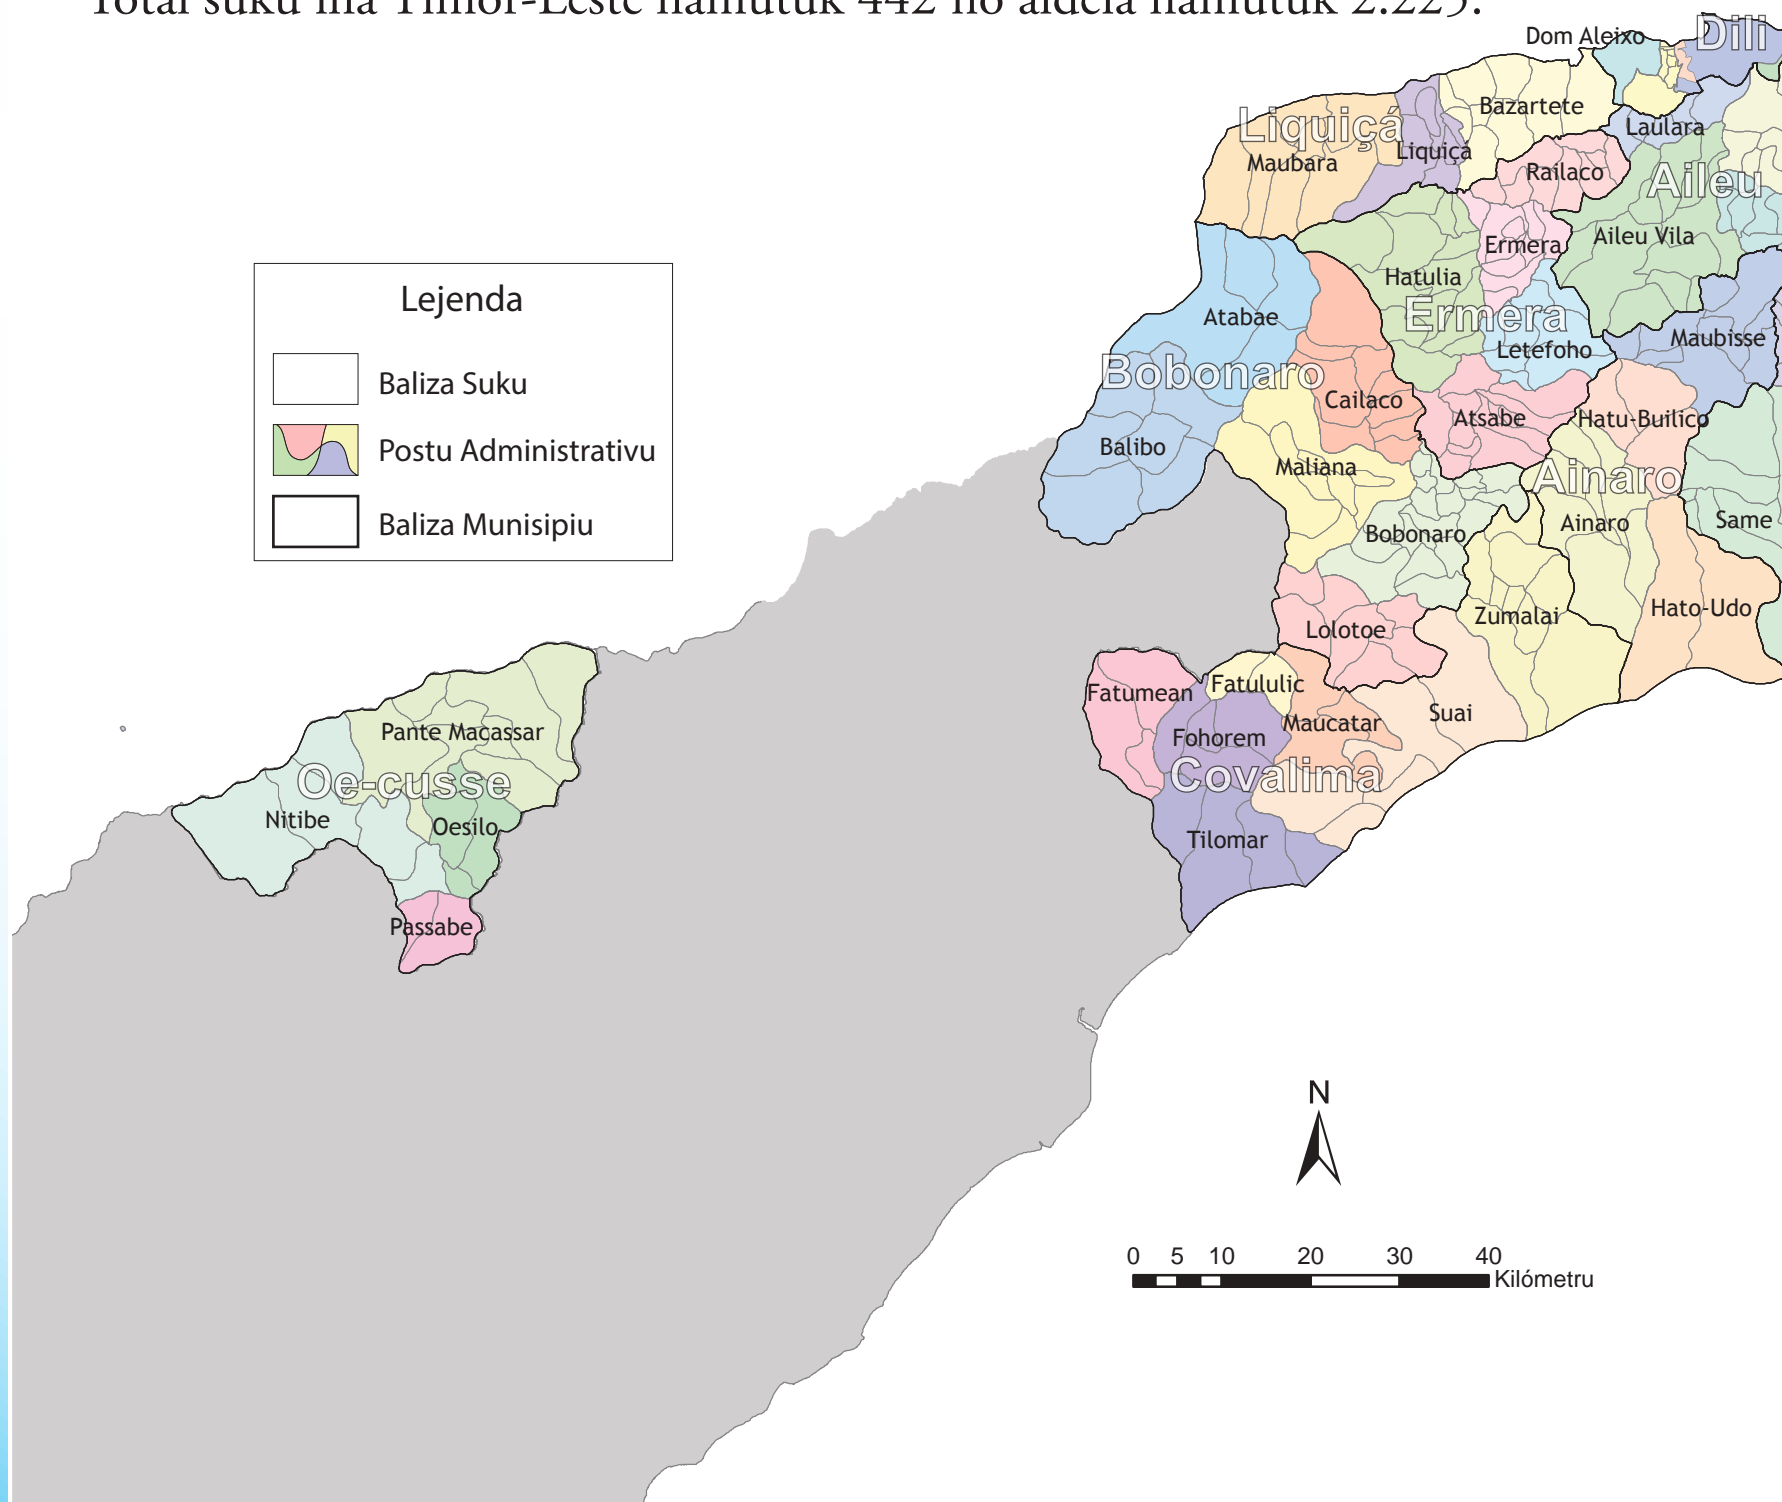 Total suku iha Timor-Leste hamutuk 442 no aldeia hamutuk 2.225.
Dom Aleixo
Dili
Bazartete
Liquiçá
Laulara
Liquiçá
Maubara
Railaco
Aileu
Ermera
Aileu Vila
Hatulia
Lejenda
Atabae
Ermera
Maubisse
Letefoho
Bobonaro
Baliza Suku
Cailaco
Atsabe
Hatu-Builico
Balibo
Postu Administrativu
Maliana
Ainaro
Baliza Munisipiu
Bobonaro
Ainaro
Same
Zumalai
Hato-Udo
Lolotoe
Fatumean
Fatululic
Maucatar
Suai
Pante Macassar
Fohorem
Oe-cusse
Covalima
Nitibe
Oesilo
Tilomar
Passabe
N
0 5 10 20 30 40
Kilómetru